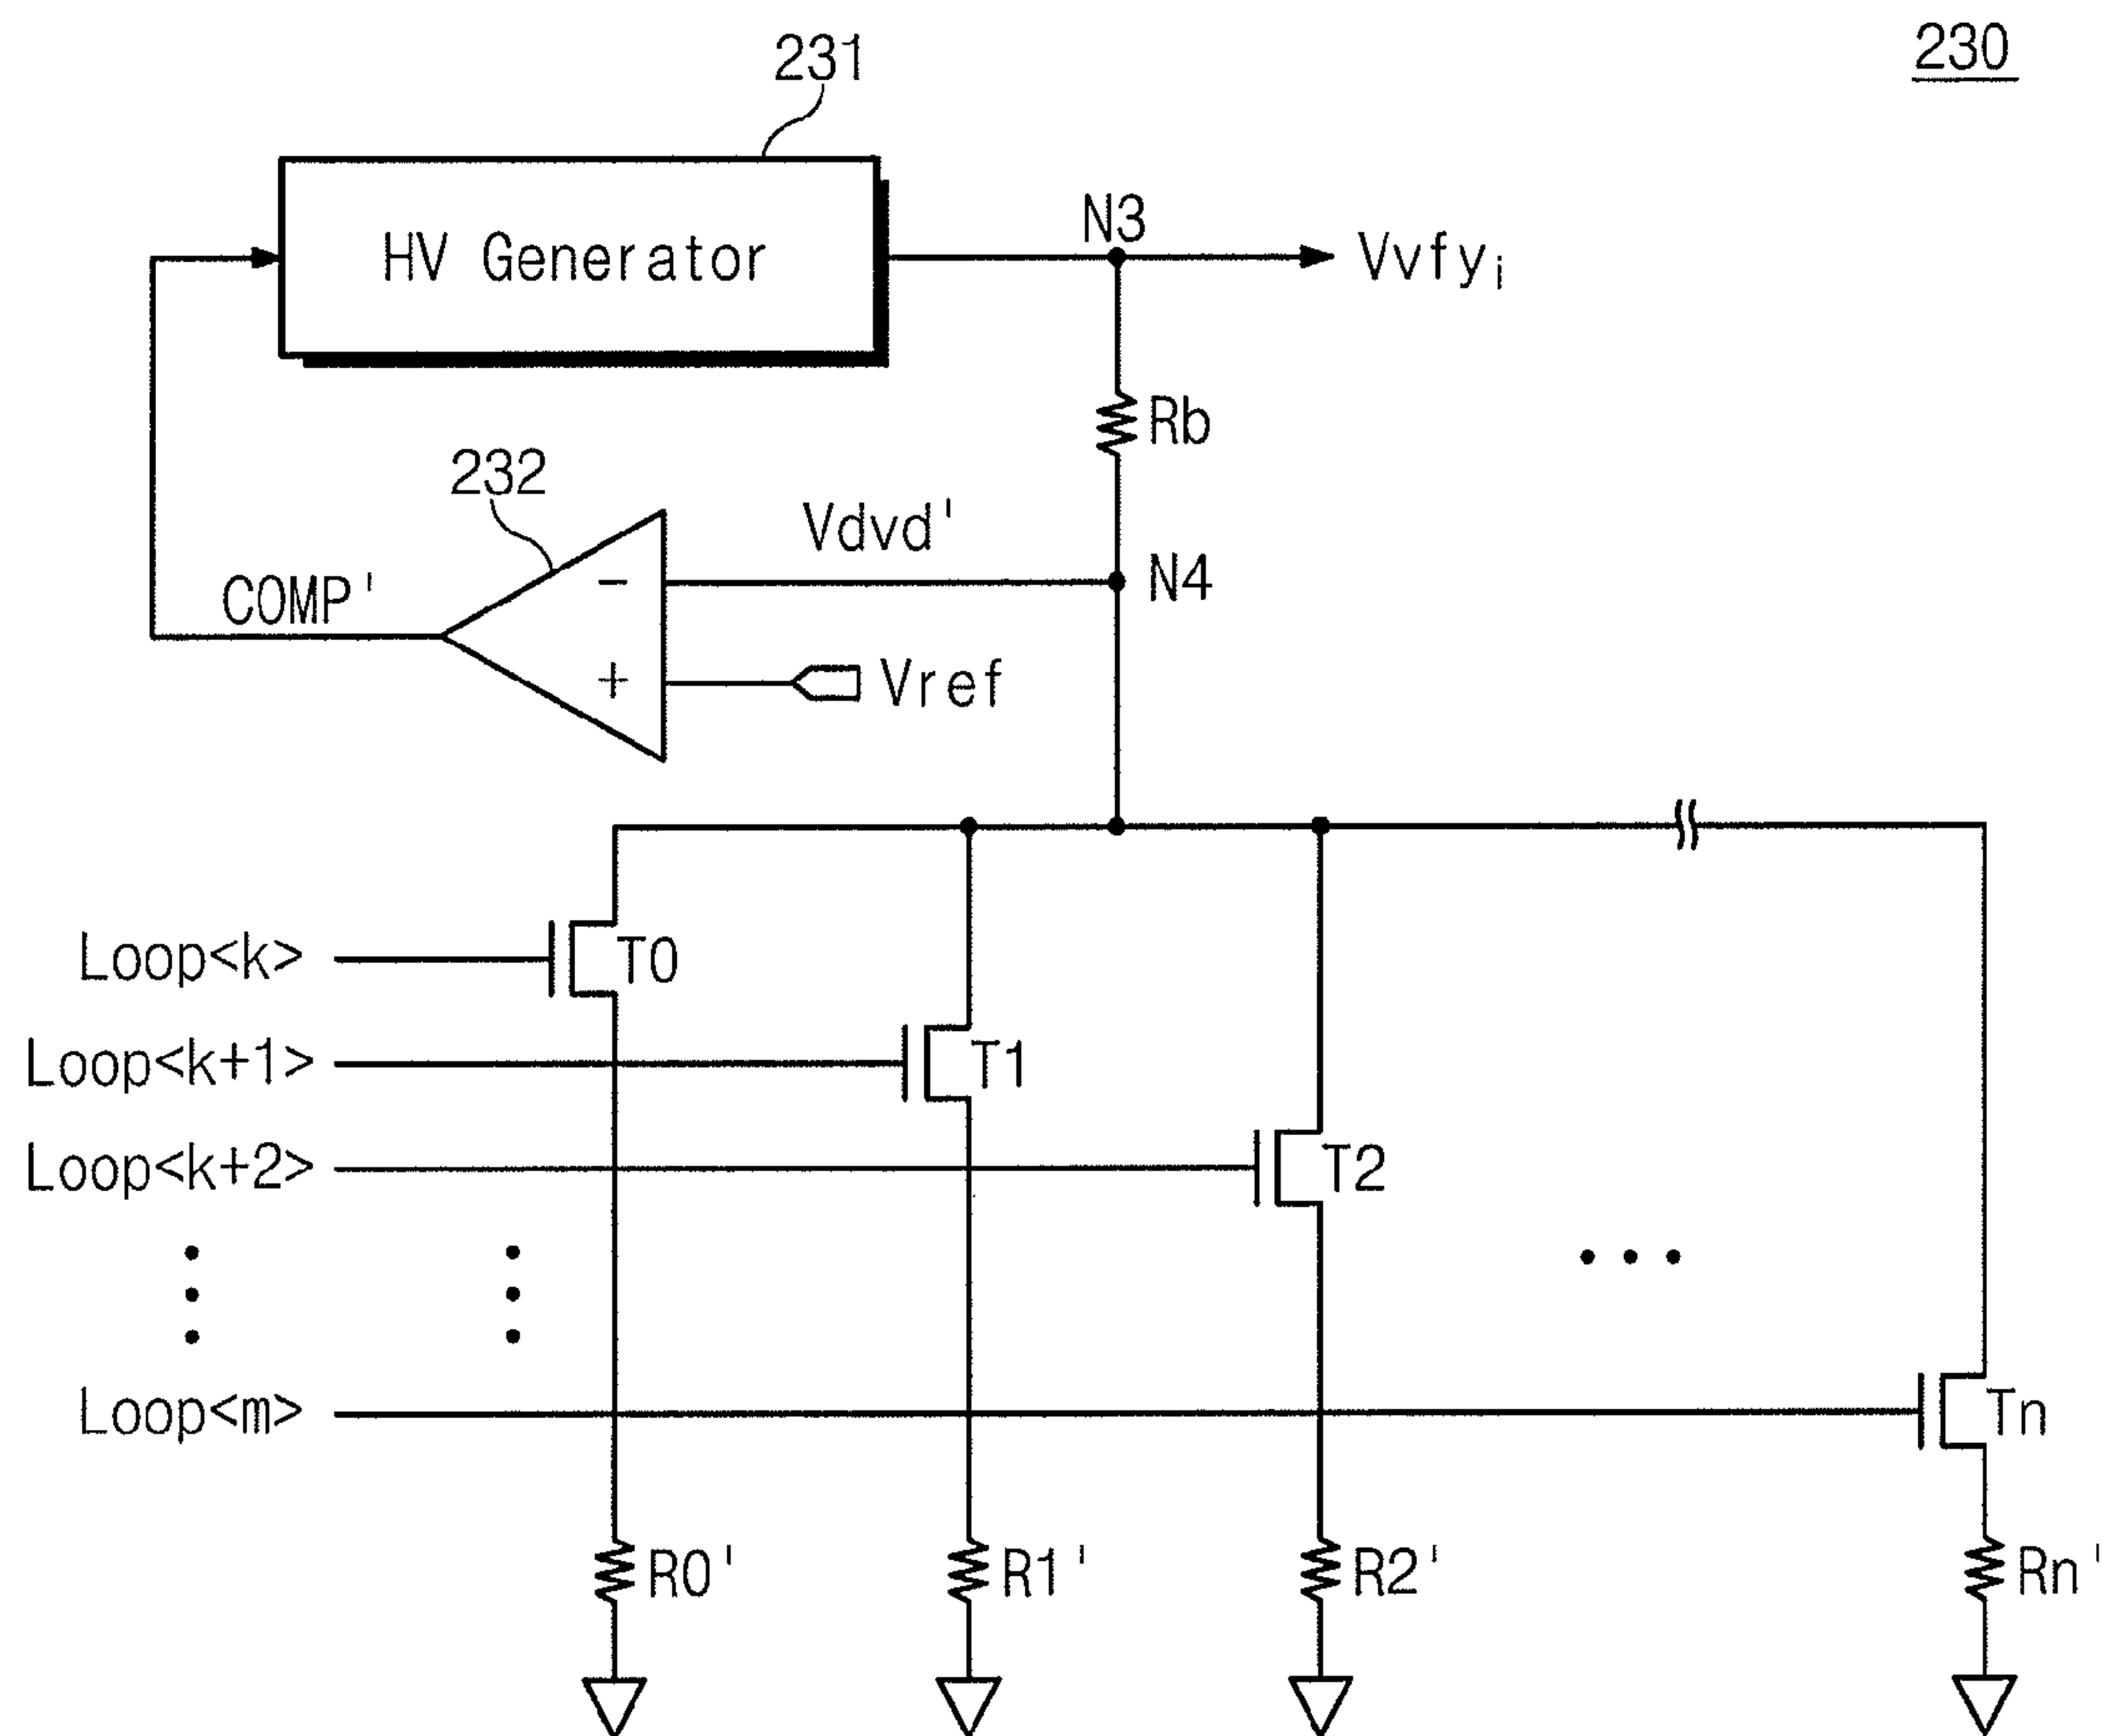 230
231
HV Generator
N3
Vvfyi
Rb
232
Vdvd'
N4
COMP'
-
+
Vref
Loop<k>
T0
Loop<k+1>
T1
Loop<k+2>
T2
Loop<m>
Tn
R0'
R1'
R2'
Rn'